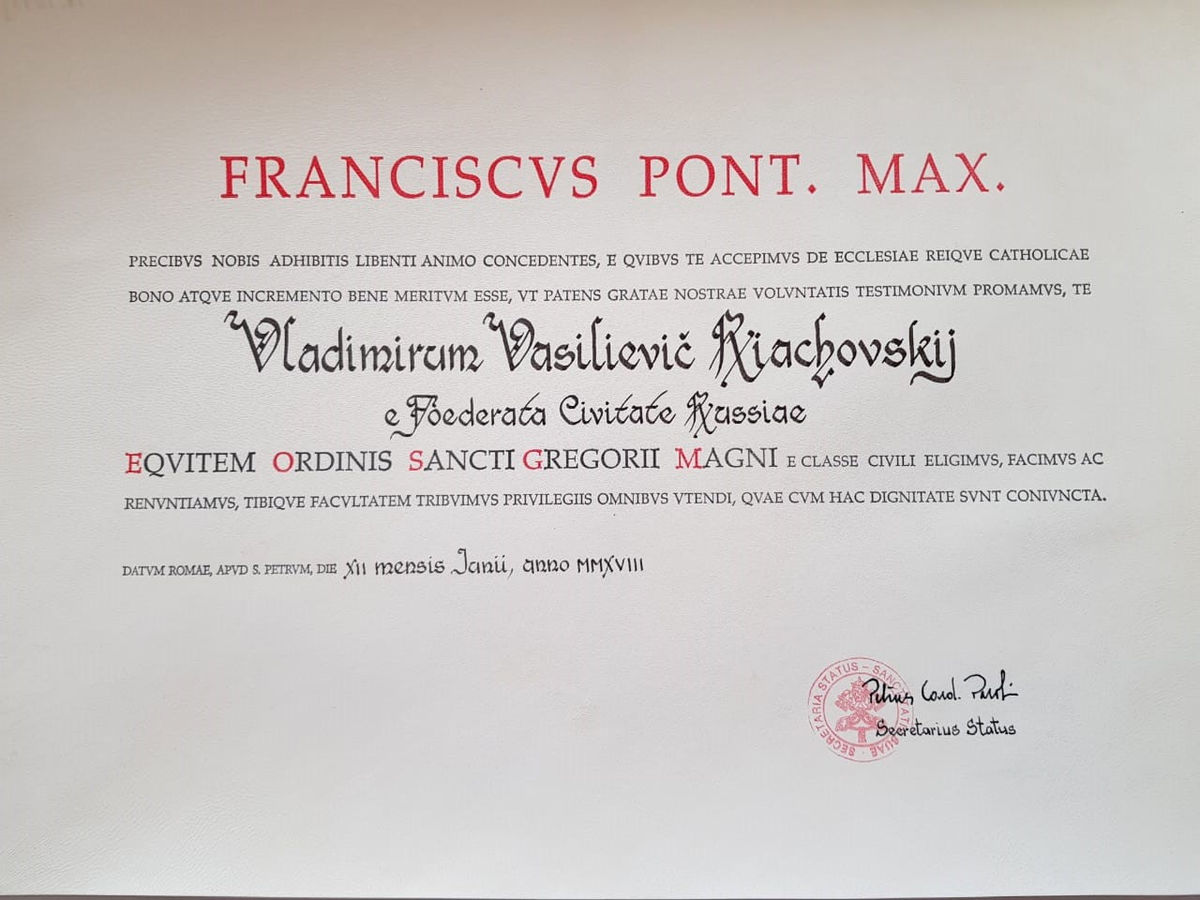 FRANCISCVS PONT. MAX.
PRECIBVS NOBIS ADHIBITIS LIBENTI ANIMO CONCEDENTES, E QVIBVS TE ACCEPIMVS DE ECCLESIAE REIQVE CATHOLICAE
BONO ATQVE INCREMENTO BENE MERITVM ESSE, VT PATENS GRATAE NOSTRAE VOLVNTATIS TESTIMONIVM PROMAMVS, TE
Vladimirum Vasilievič Riachovskij
e Foederata Civitate Russiae
EQVITEM ORDINIS SANCTI GREGORII MAGNI E CLASSE CIVILI ELIGIMVS, FACIMVS AC
RENVNTIAMVS, TIBIQVE FACVLTATEM TRIBVIMVS PRIVILEGIIS OMNIBVS VTENDI, QVAE CVM HAC DIGNITATE SVNT CONIVNCTA.
DATVM ROMAE, APVD S. PETRVM, DIE XII mensis Iunii, anno MMXVIII
SECRETARIA STATUS -
Petrus Card. Parolin
Secretarius Status